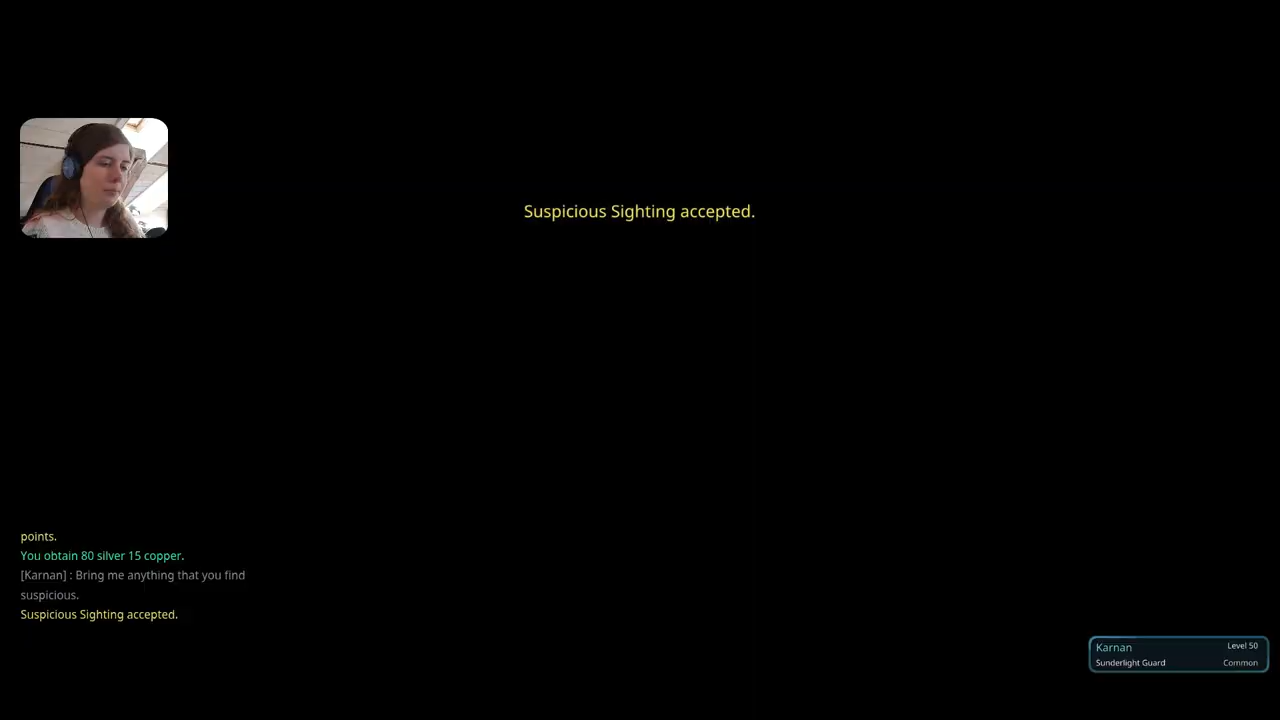 Suspicious Sighting accepted.
points.
You obtain 80 silver 15 copper.
[Karnan] : Bring me anything that you find
suspicious.
Suspicious Sighting accepted.
Karnan Level 50
Sunderlight Guard Common